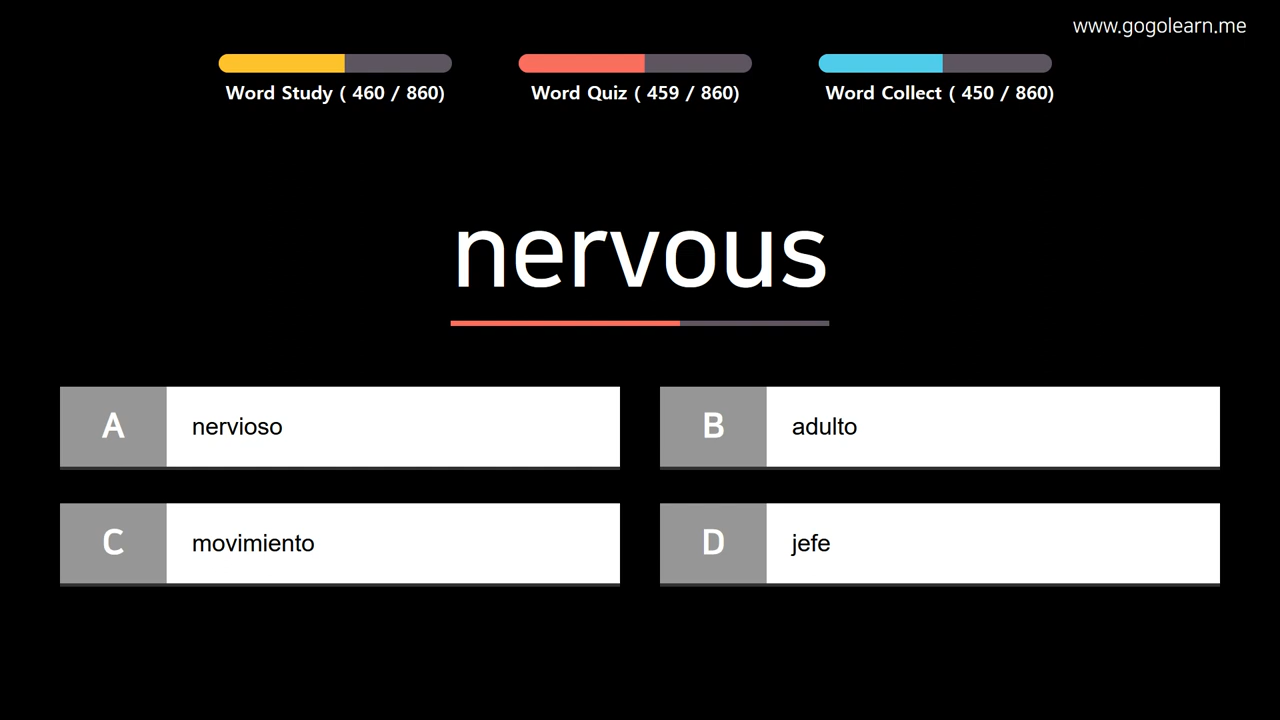 www.gogolearn.me
Word Study ( 460 / 860)
Word Quiz ( 459 / 860)
Word Collect ( 450 / 860)
nervous
A nervioso
B adulto
C movimiento
D jefe